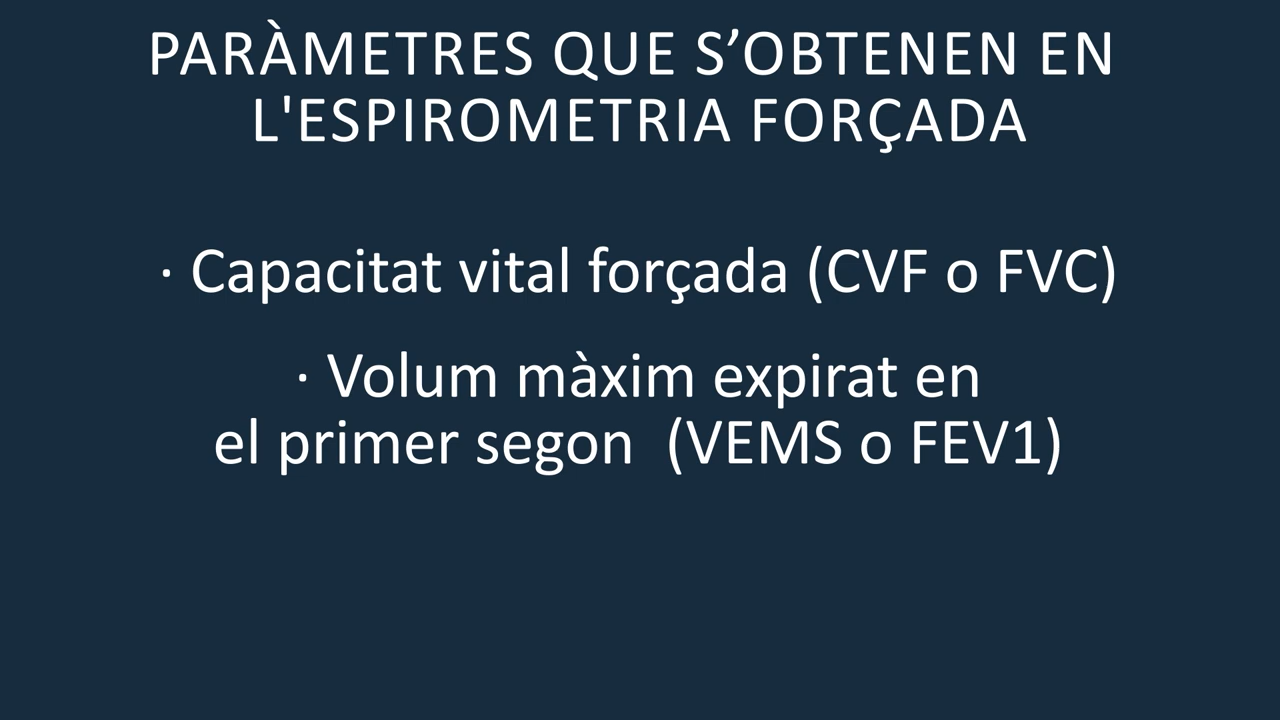 PARÀMETRES QUE S’OBTENEN EN
L'ESPIROMETRIA FORÇADA
· Capacitat vital forçada (CVF o FVC)
· Volum màxim expirat en
el primer segon  (VEMS o FEV1)